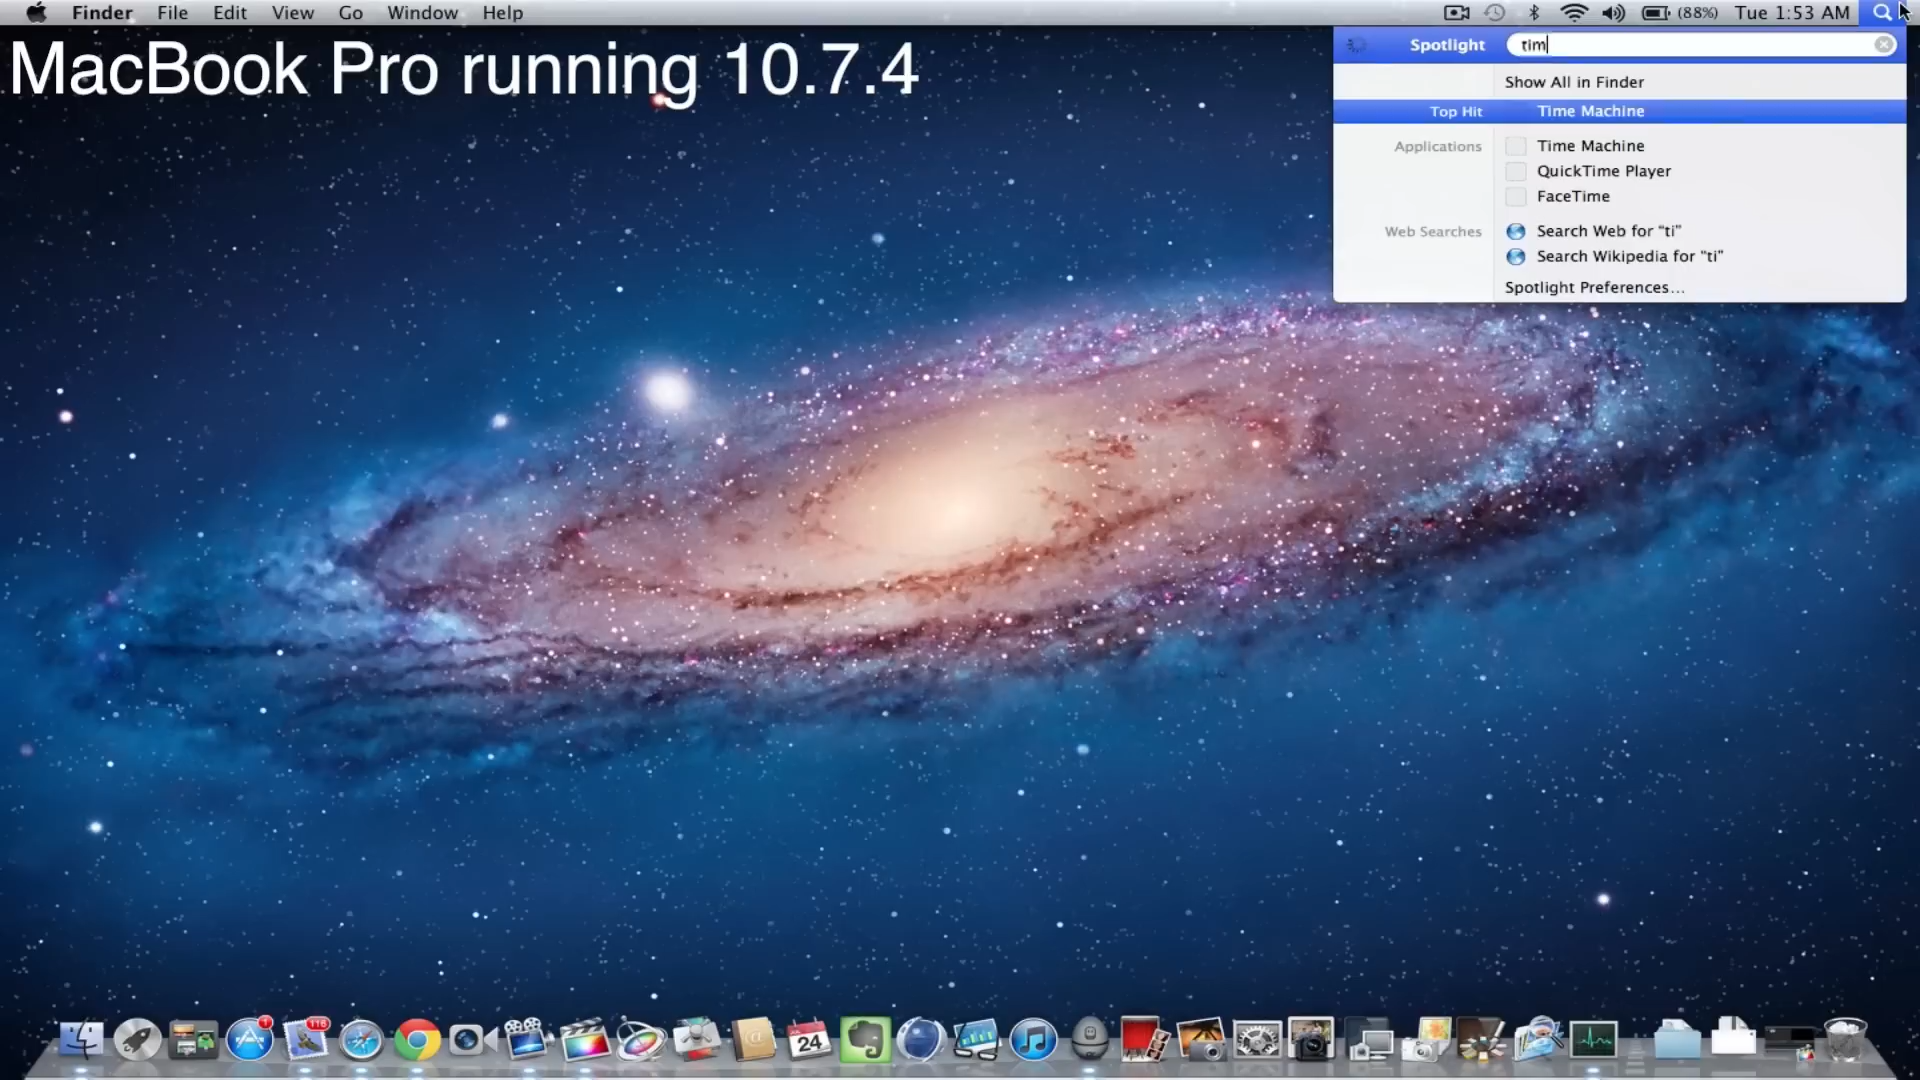 Finder File Edit View Go Window Help (88%) Tue 1:53 AM
MacBook Pro running 10.7.4
Spotlight tim
Show All in Finder
Top Hit Time Machine
Applications Time Machine
QuickTime Player
FaceTime
Web Searches Search Web for “ti”
Search Wikipedia for “ti”
Spotlight Preferences...
1 116 24